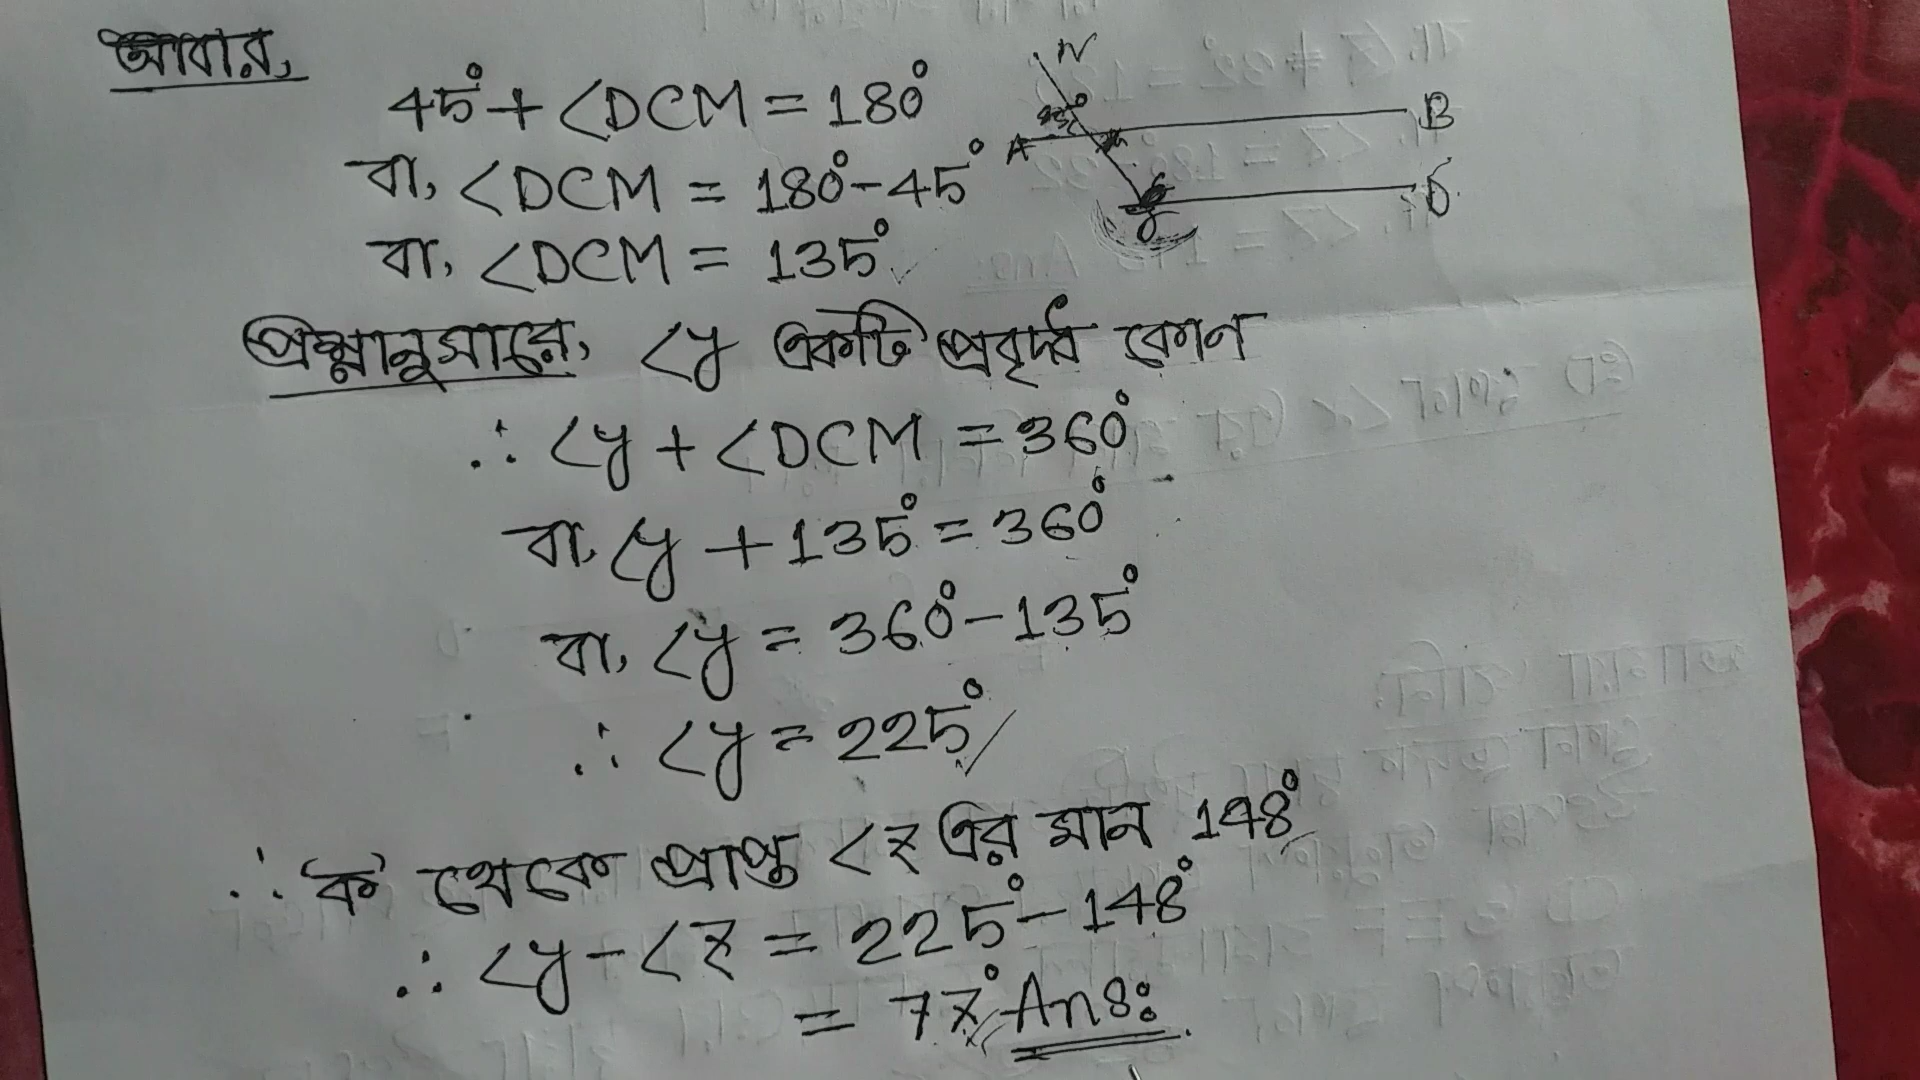 আবার,
45° + <DCM = 180°
বা, <DCM = 180° - 45°
বা, <DCM = 135°
N
45°
A
B
D
y
প্রশ্নানুসারে, <y একটি প্রবৃদ্ধ কোন
∴ <y + <DCM = 360°
বা, <y + 135° = 360°
বা, <y = 360° - 135°
∴ <y = 225°
∴ 'ক' থেকে প্রাপ্ত <z এর মান 148°
∴ <y - <z = 225° - 148°
= 77° Ans: